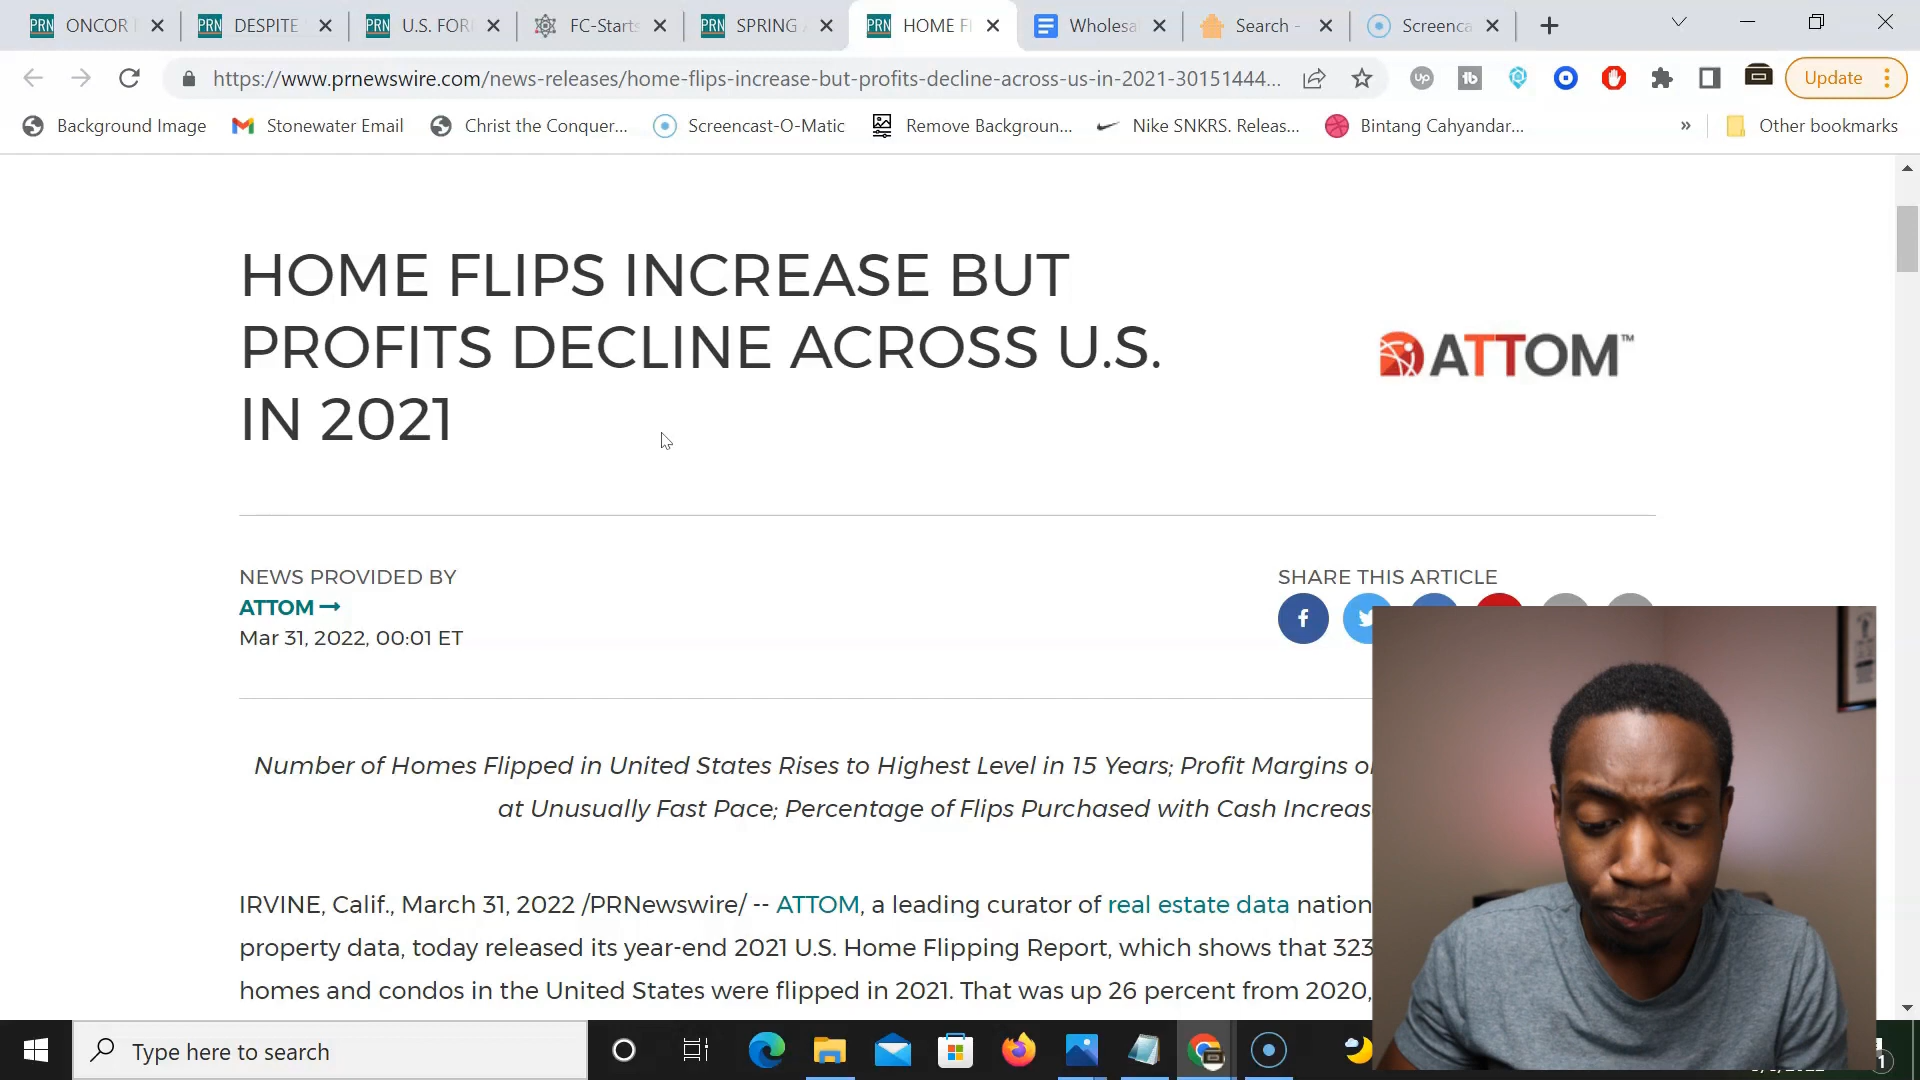 ONCOR
DESPITE
U.S. FOR
FC-Starts
SPRING
HOME F
Wholesa
Search -
Screenca
https://www.prnewswire.com/news-releases/home-flips-increase-but-profits-decline-across-us-in-2021-30151444...
Update
Background Image
Stonewater Email
Christ the Conquer...
Screencast-O-Matic
Remove Backgroun...
Nike SNKRS. Releas...
Bintang Cahyandar...
»
Other bookmarks
HOME FLIPS INCREASE BUT
PROFITS DECLINE ACROSS U.S.
IN 2021
ATTOM™
NEWS PROVIDED BY
ATTOM
Mar 31, 2022, 00:01 ET
SHARE THIS ARTICLE
Number of Homes Flipped in United States Rises to Highest Level in 15 Years; Profit Margins
at Unusually Fast Pace; Percentage of Flips Purchased with Cash Increas
IRVINE, Calif., March 31, 2022 /PRNewswire/ -- ATTOM, a leading curator of real estate data nation
property data, today released its year-end 2021 U.S. Home Flipping Report, which shows that 323
homes and condos in the United States were flipped in 2021. That was up 26 percent from 2020,
Type here to search